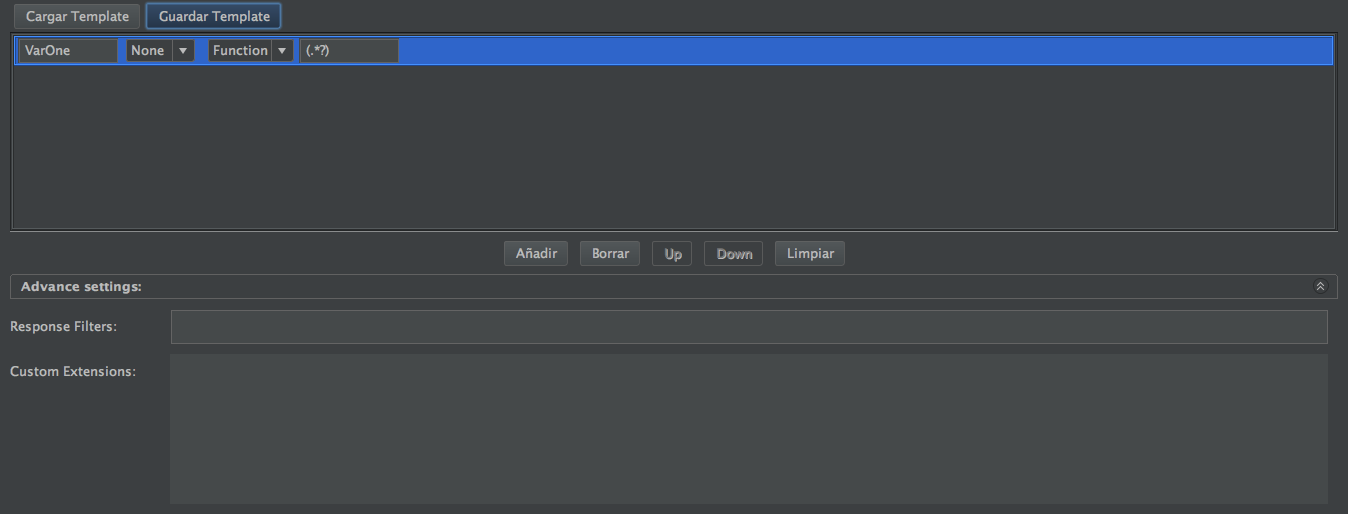 Cargar Template Guardar Template
VarOne None Function (.*?)
Añadir Borrar Up Down Limpiar
Advance settings:
Response Filters:
Custom Extensions: